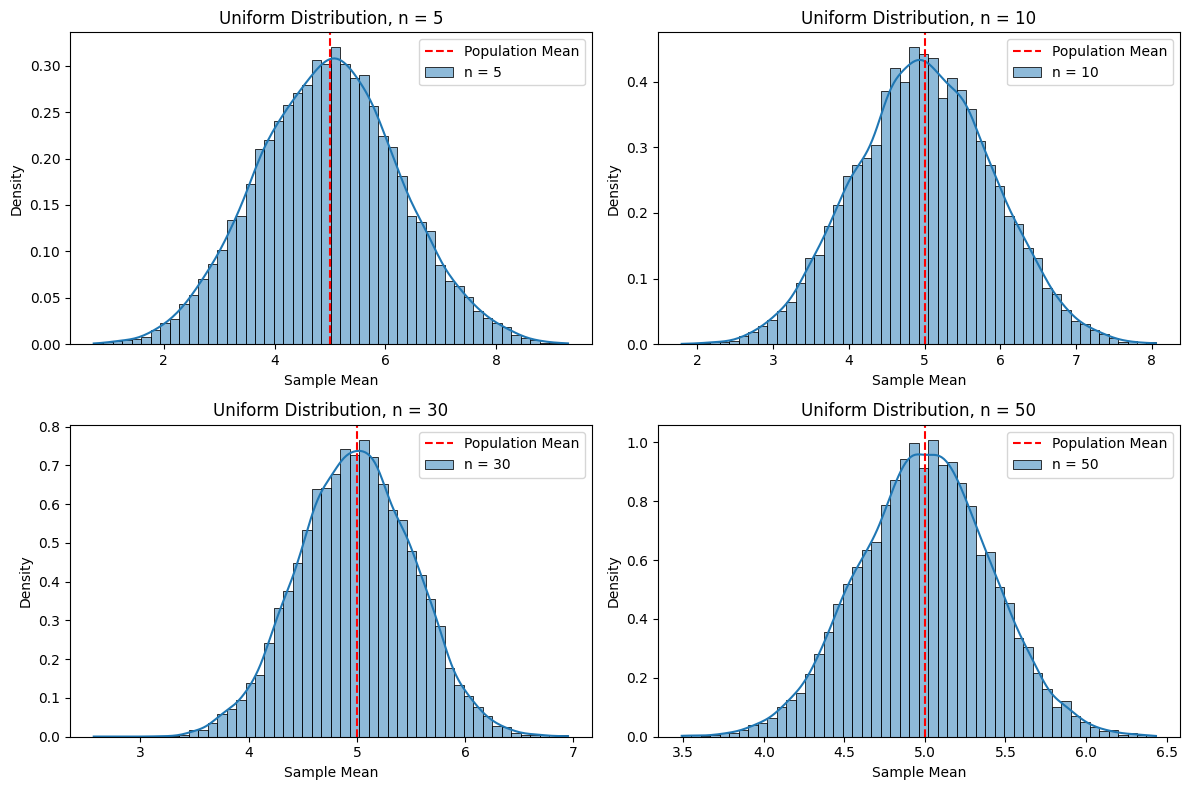 Uniform Distribution, n = 5
Population Mean
n = 5
0.30
0.25
0.20
0.15
0.10
0.05
0.00
Density
2 4 6 8
Sample Mean
Uniform Distribution, n = 10
Population Mean
n = 10
0.4
0.3
0.2
0.1
0.0
Density
2 3 4 5 6 7 8
Sample Mean
Uniform Distribution, n = 30
Population Mean
n = 30
0.8
0.7
0.6
0.5
0.4
0.3
0.2
0.1
0.0
Density
3 4 5 6 7
Sample Mean
Uniform Distribution, n = 50
Population Mean
n = 50
1.0
0.8
0.6
0.4
0.2
0.0
Density
3.5 4.0 4.5 5.0 5.5 6.0 6.5
Sample Mean